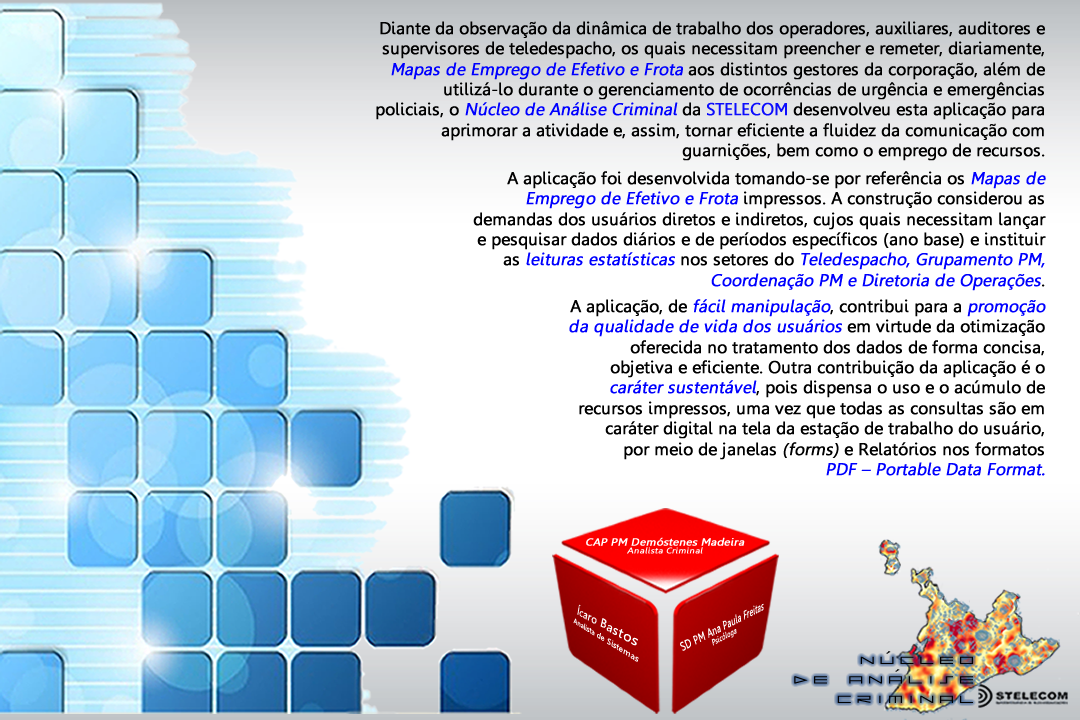 Diante da observação da dinâmica de trabalho dos operadores, auxiliares, auditores e
supervisores de teledespacho, os quais necessitam preencher e remeter, diariamente,
Mapas de Emprego de Efetivo e Frota aos distintos gestores da corporação, além de
utilizá-lo durante o gerenciamento de ocorrências de urgência e emergências
policiais, o Núcleo de Análise Criminal da STELECOM desenvolveu esta aplicação para
aprimorar a atividade e, assim, tornar eficiente a fluidez da comunicação com
guarnições, bem como o emprego de recursos.
A aplicação foi desenvolvida tomando-se por referência os Mapas de
Emprego de Efetivo e Frota impressos. A construção considerou as
demandas dos usuários diretos e indiretos, cujos quais necessitam lançar
e pesquisar dados diários e de períodos específicos (ano base) e instituir
as leituras estatísticas nos setores do Teledespacho, Grupamento PM,
Coordenação PM e Diretoria de Operações.
A aplicação, de fácil manipulação, contribui para a promoção
da qualidade de vida dos usuários em virtude da otimização
oferecida no tratamento dos dados de forma concisa,
objetiva e eficiente. Outra contribuição da aplicação é o
caráter sustentável, pois dispensa o uso e o acúmulo de
recursos impressos, uma vez que todas as consultas são em
caráter digital na tela da estação de trabalho do usuário,
por meio de janelas (forms) e Relatórios nos formatos
PDF – Portable Data Format.
CAP PM Demóstenes Madeira
Analista Criminal
Ícaro Bastos
Analista de Sistemas
SD PM Ana Paula Freitas
Psicóloga
NÚCLEO
DE ANÁLISE
CRIMINAL
STELECOM